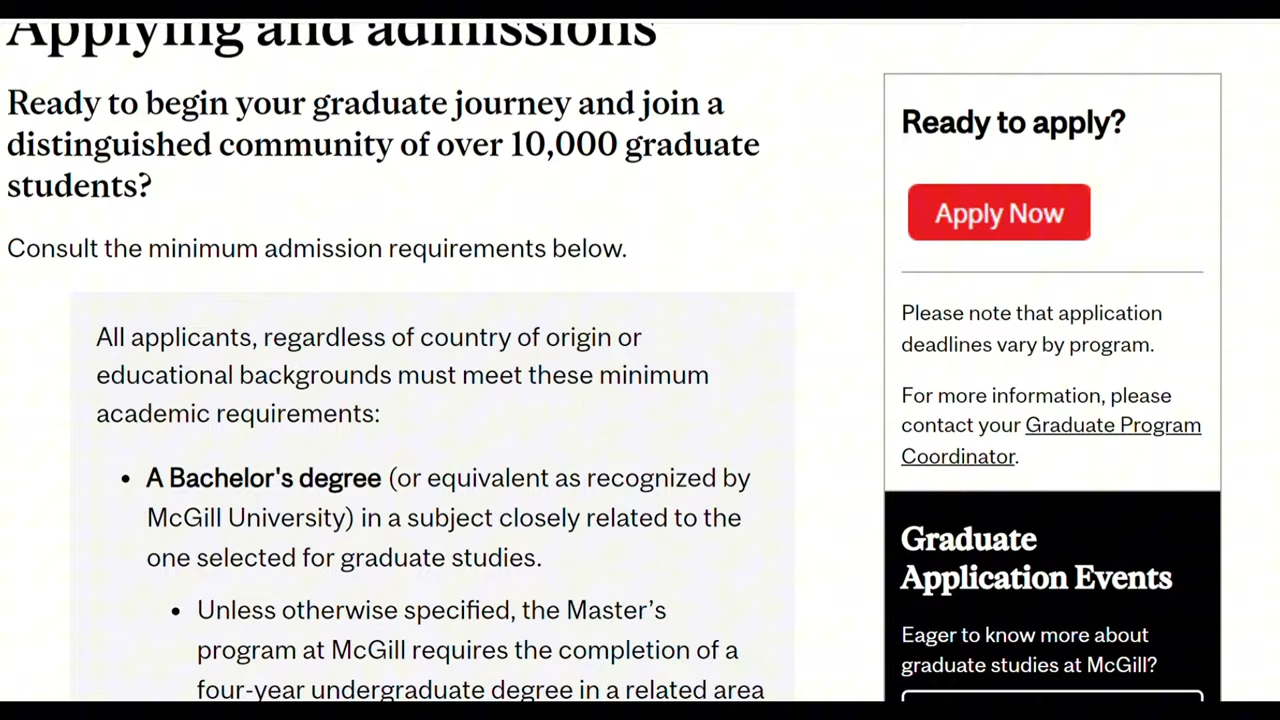 Applying and admissions
Ready to begin your graduate journey and join a
distinguished community of over 10,000 graduate
students?
Consult the minimum admission requirements below.
All applicants, regardless of country of origin or
educational backgrounds must meet these minimum
academic requirements:
• A Bachelor's degree (or equivalent as recognized by
McGill University) in a subject closely related to the
one selected for graduate studies.
• Unless otherwise specified, the Master’s
program at McGill requires the completion of a
four-year undergraduate degree in a related area
Ready to apply?
Apply Now
Please note that application
deadlines vary by program.
For more information, please
contact your Graduate Program
Coordinator.
Graduate
Application Events
Eager to know more about
graduate studies at McGill?